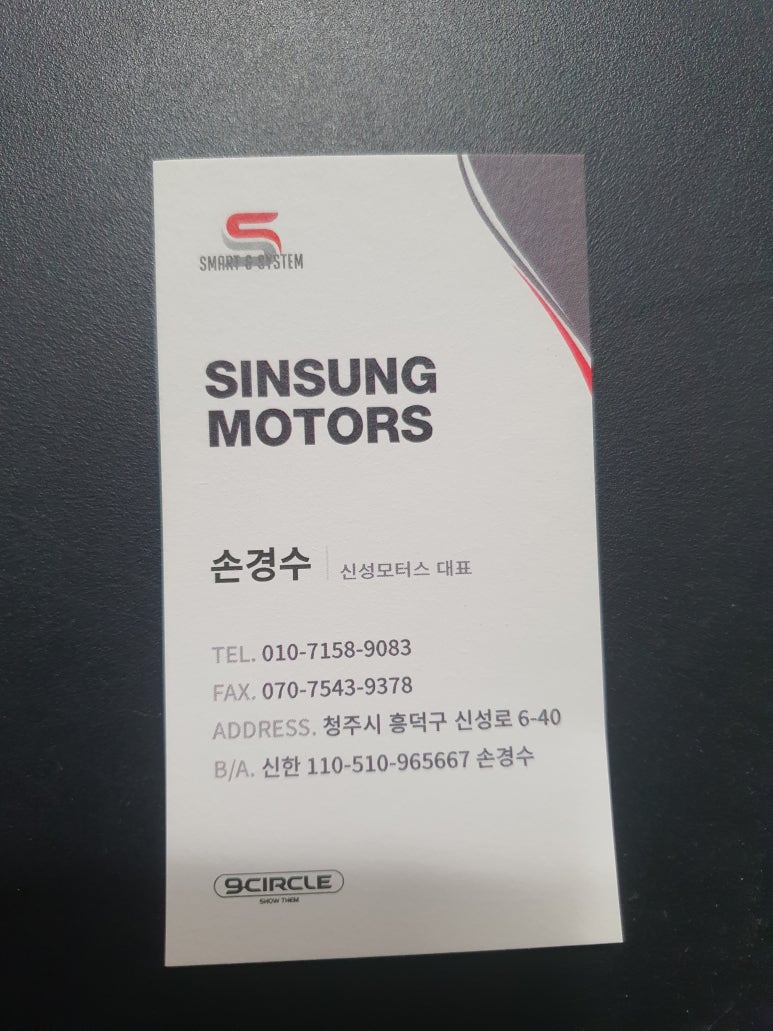 SMART & SYSTEM
SINSUNG
MOTORS
손경수 신성모터스 대표
TEL. 010-7158-9083
FAX. 070-7543-9378
ADDRESS. 청주시 흥덕구 신성로 6-40
B/A. 신한 110-510-965667 손경수
9CIRCLE
SHOW THEM